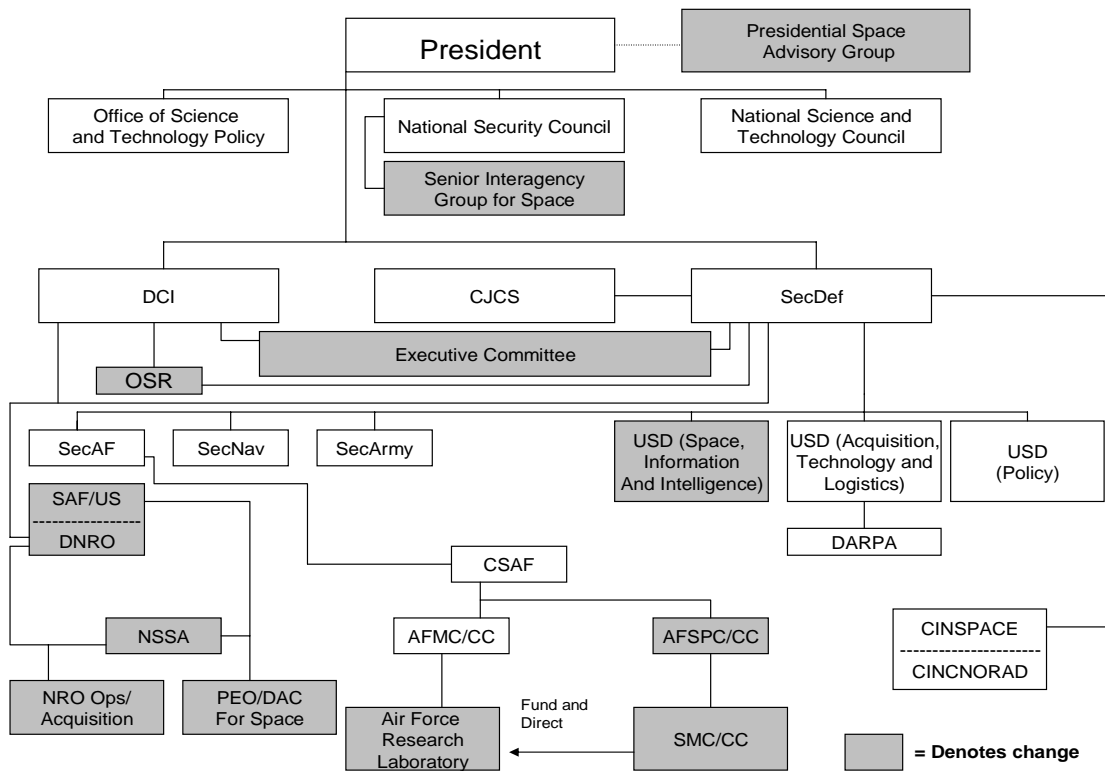 President
Presidential Space
Advisory Group
Office of Science
and Technology Policy
National Security Council
National Science and
Technology Council
Senior Interagency
Group for Space
DCI
CJCS
SecDef
Executive Committee
OSR
SecAF
SecNav
SecArmy
USD (Space,
Information
And Intelligence)
USD (Acquisition,
Technology and
Logistics)
USD
(Policy)
SAF/US
DNRO
DARPA
CSAF
NSSA
AFMC/CC
AFSPC/CC
CINSPACE
CINCNORAD
NRO Ops/
Acquisition
PEO/DAC
For Space
Air Force
Research
Laboratory
Fund and
Direct
SMC/CC
= Denotes change